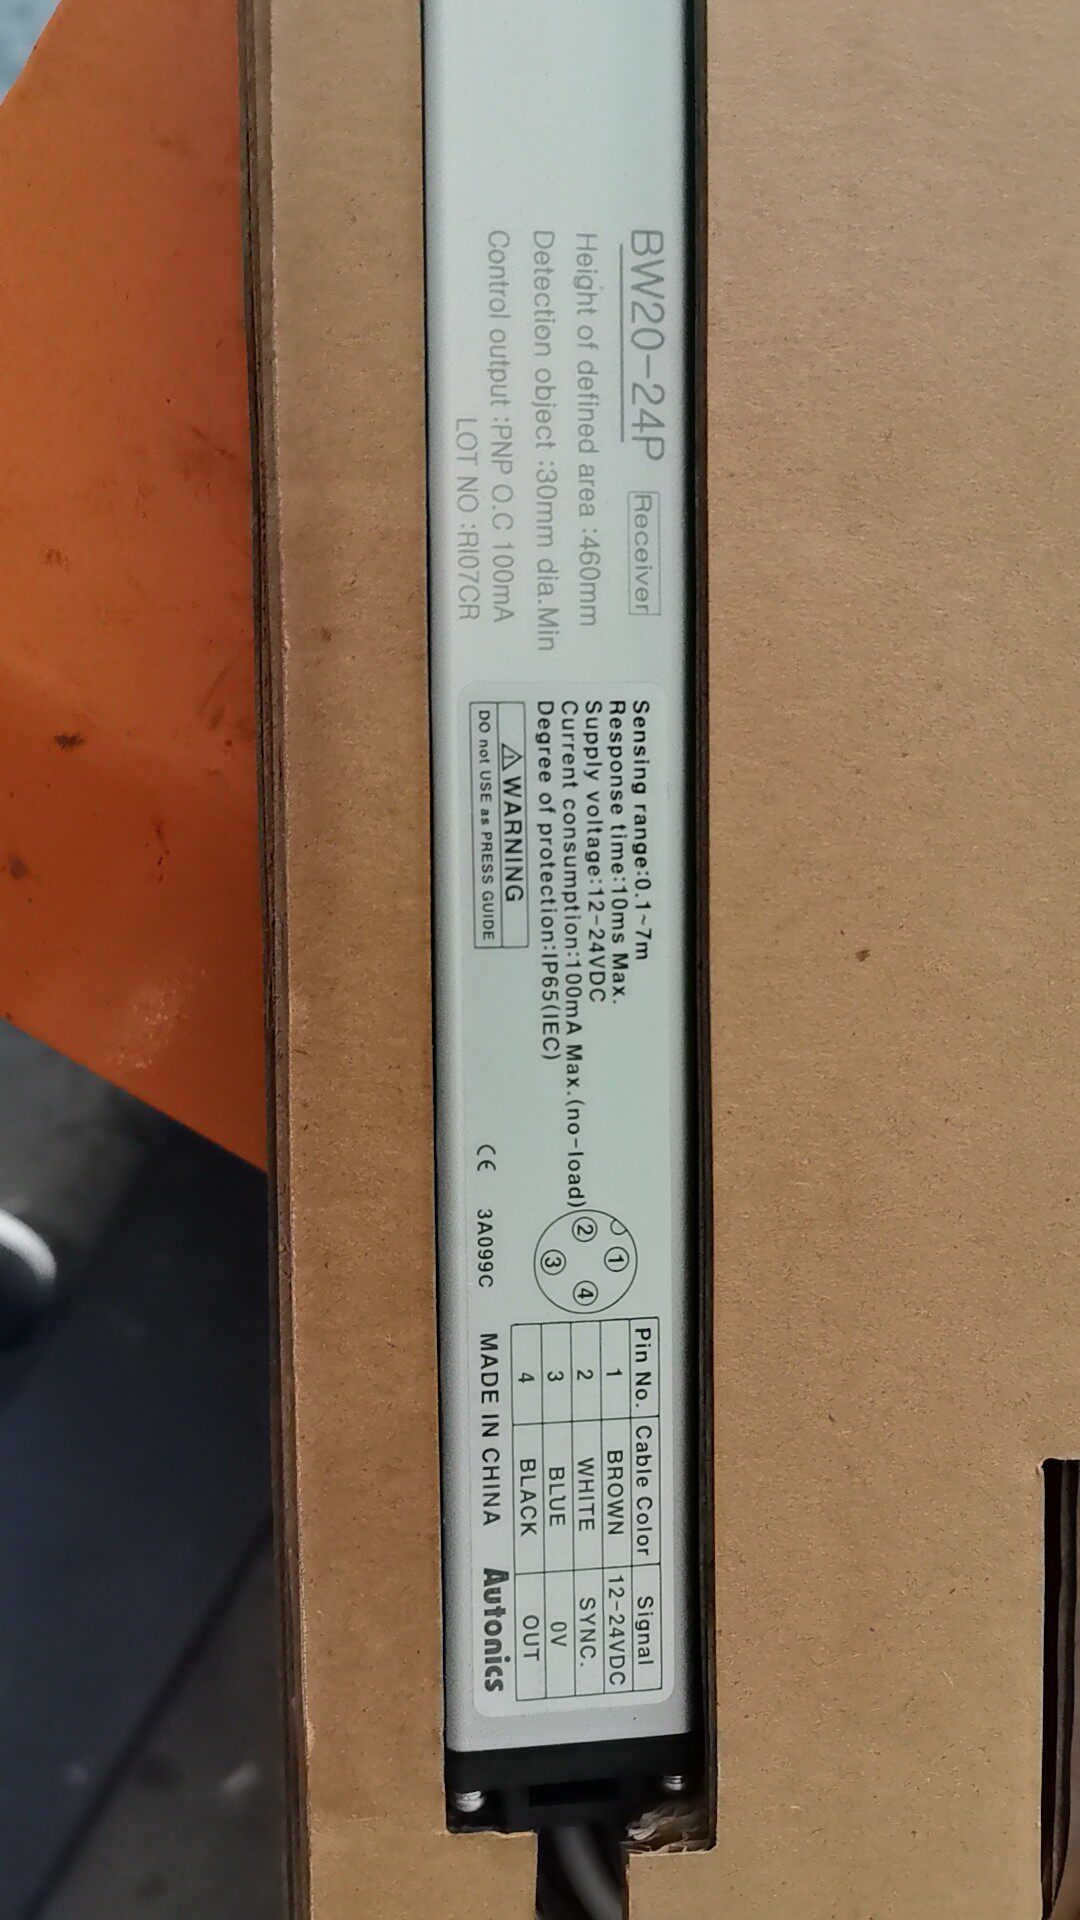 BW20-24P Receiver
Height of defined area :460mm
Detection object :30mm dia.Min
Control output :PNP O.C 100mA
LOT NO :RI07CR
Sensing range:0.1~7m
Response time:10ms Max.
Supply voltage:12-24VDC
Current consumption:100mA Max.(no-load)
Degree of protection:IP65(IEC)
⚠ WARNING
DO not USE as PRESS GUIDE
1
2
4
3
Pin No. Cable Color Signal
1 BROWN 12-24VDC
2 WHITE SYNC.
3 BLUE 0V
4 BLACK OUT
CE 3A099C MADE IN CHINA Autonics